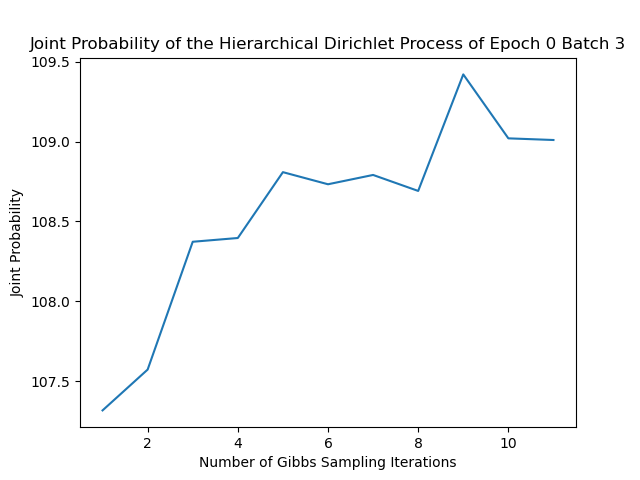 Joint Probability of the Hierarchical Dirichlet Process of Epoch 0 Batch 3
109.5
109.0
108.5
108.0
107.5
Joint Probability
2 4 6 8 10
Number of Gibbs Sampling Iterations